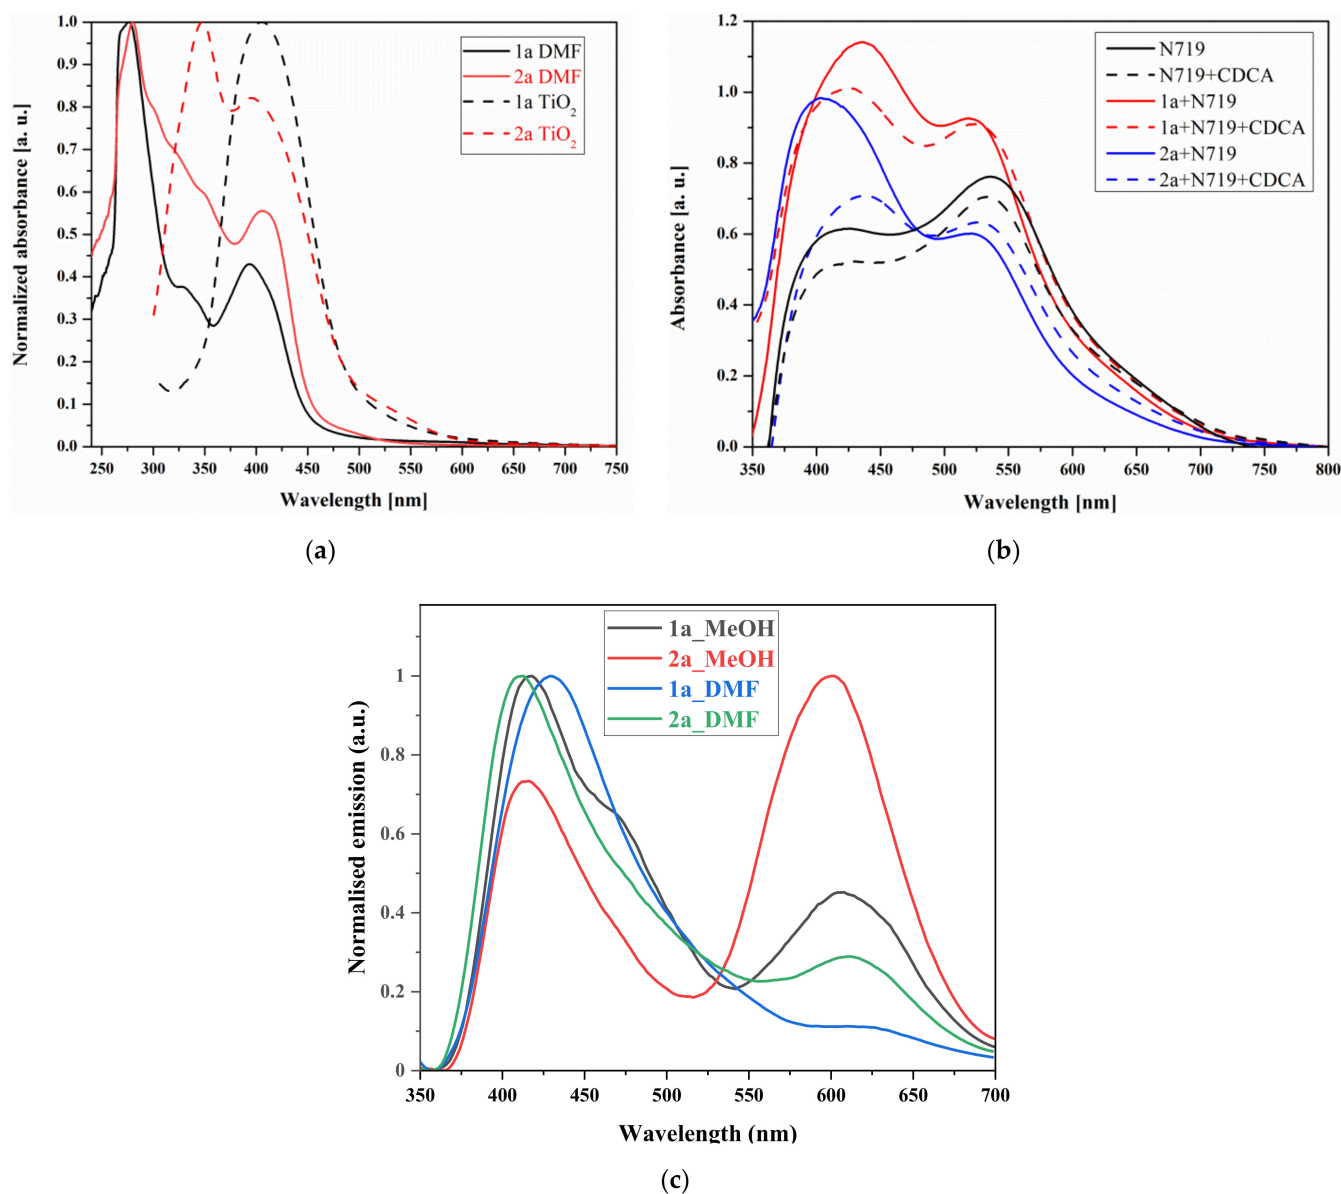 Normalized absorbance [a. u.]
1.0
0.9
0.8
0.7
0.6
0.5
0.4
0.3
0.2
0.1
0.0
1a DMF
2a DMF
1a TiO2
2a TiO2
250 300 350 400 450 500 550 600 650 700 750
Wavelength [nm]
(a)
Absorbance [a. u.]
1.2
1.0
0.8
0.6
0.4
0.2
0.0
N719
N719+CDCA
1a+N719
1a+N719+CDCA
2a+N719
2a+N719+CDCA
350 400 450 500 550 600 650 700 750 800
Wavelength [nm]
(b)
Normalised emission (a.u.)
1
0.8
0.6
0.4
0.2
0
1a_MeOH
2a_MeOH
1a_DMF
2a_DMF
350 400 450 500 550 600 650 700
Wavelength (nm)
(c)